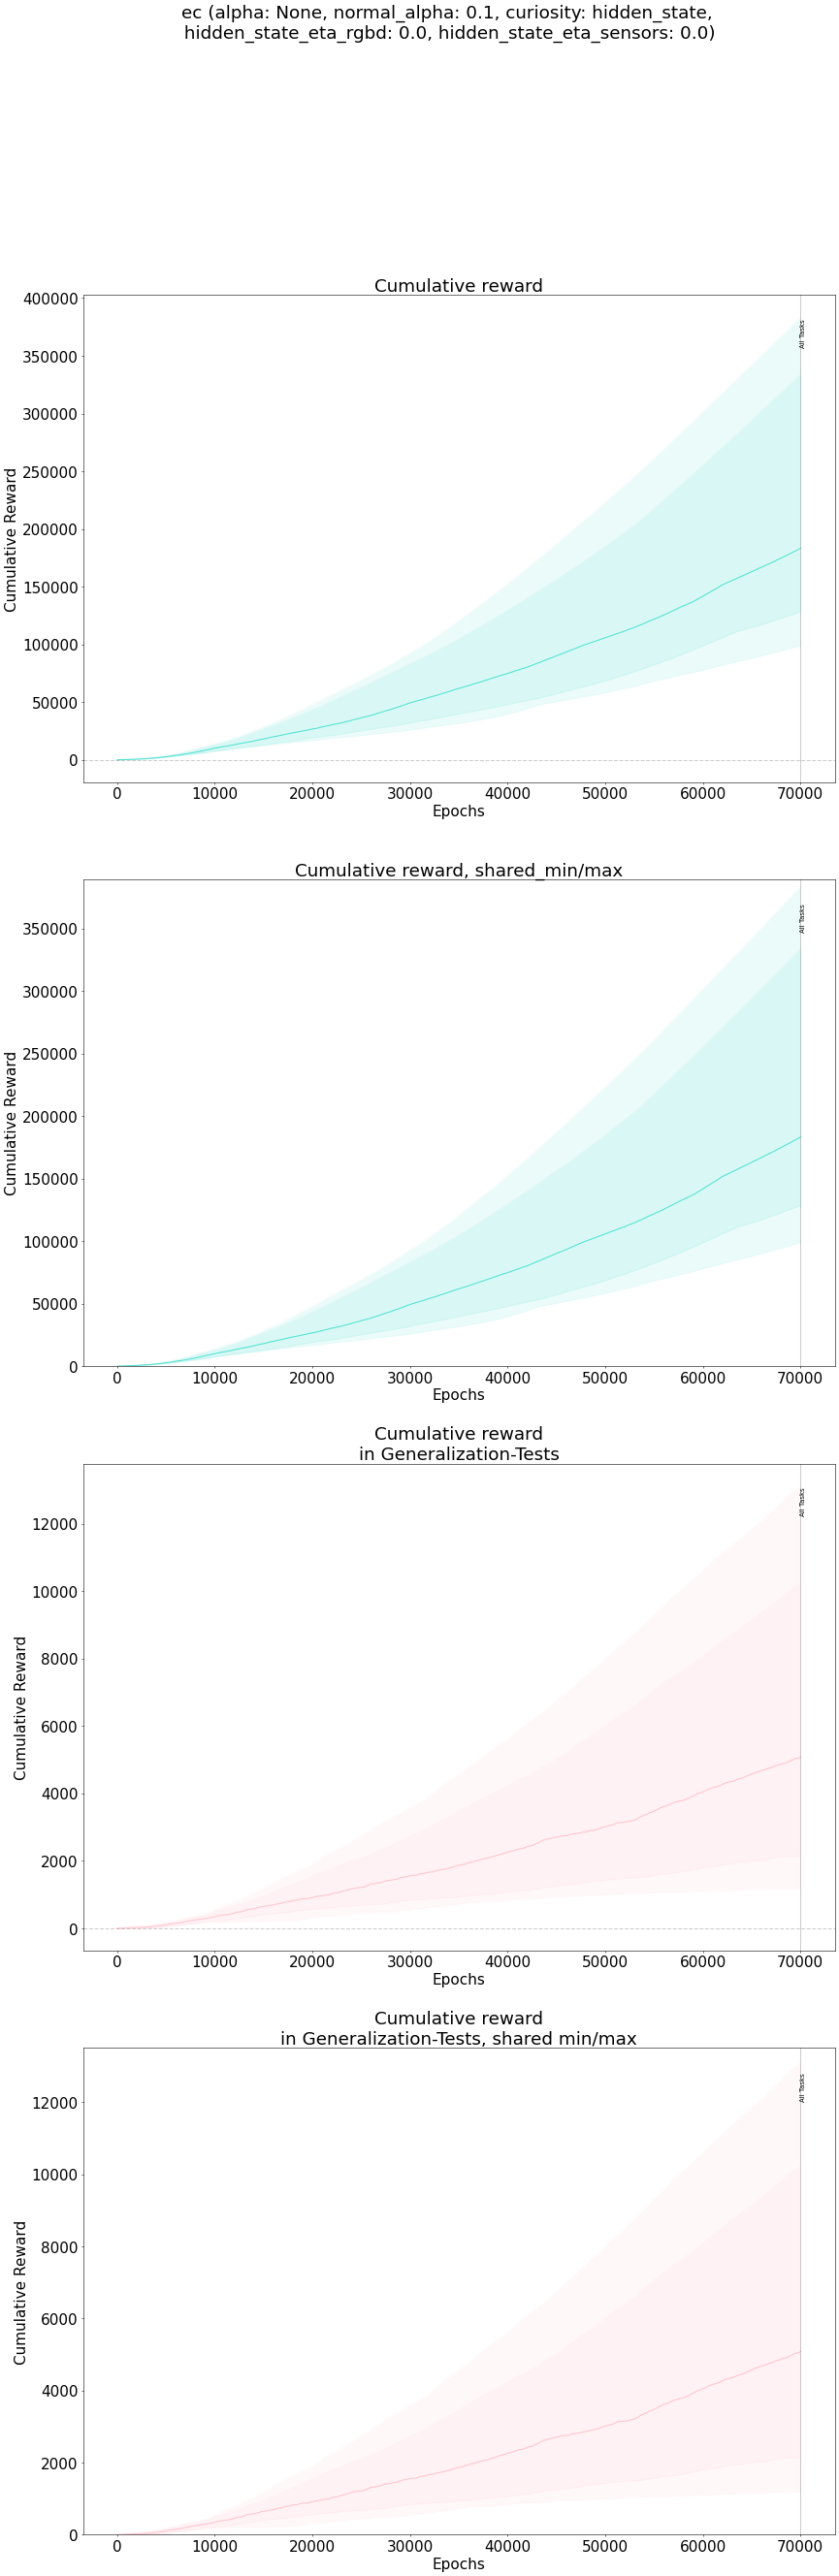 ec (alpha: None, normal_alpha: 0.1, curiosity: hidden_state,
hidden_state_eta_rgbd: 0.0, hidden_state_eta_sensors: 0.0)
Cumulative reward
400000
350000
300000
250000
200000
150000
100000
50000
0
Cumulative Reward
All Tasks
0 10000 20000 30000 40000 50000 60000 70000
Epochs
Cumulative reward, shared_min/max
350000
300000
250000
200000
150000
100000
50000
0
Cumulative Reward
All Tasks
0 10000 20000 30000 40000 50000 60000 70000
Epochs
Cumulative reward
in Generalization-Tests
12000
10000
8000
6000
4000
2000
0
Cumulative Reward
All Tasks
0 10000 20000 30000 40000 50000 60000 70000
Epochs
Cumulative reward
in Generalization-Tests, shared min/max
12000
10000
8000
6000
4000
2000
0
Cumulative Reward
All Tasks
0 10000 20000 30000 40000 50000 60000 70000
Epochs